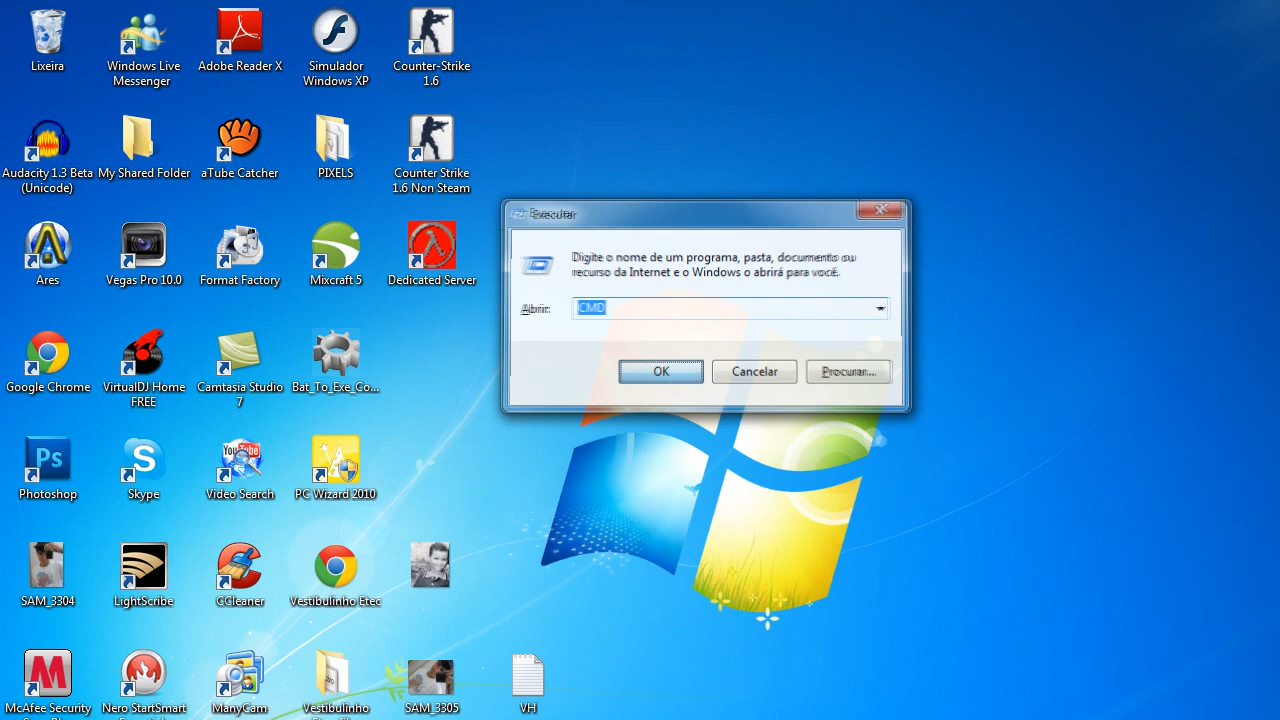 Lixeira
Windows Live
Messenger
Adobe Reader X
Simulador
Windows XP
Counter-Strike
1.6
Audacity 1.3 Beta
(Unicode)
My Shared Folder
aTube Catcher
PIXELS
Counter Strike
1.6 Non Steam
Ares
Vegas Pro 10.0
Format Factory
Mixcraft 5
Dedicated Server
Google Chrome
VirtualDJ Home
FREE
Camtasia Studio
7
Bat_To_Exe_Co...
Ps
Photoshop
Skype
YouTube
Video Search
PC Wizard 2010
SAM_3304
LightScribe
CCleaner
Vestibulinho Etec
McAfee Security
Nero StartSmart
ManyCam
Vestibulinho
SAM_3305
VH
Executar
Digite o nome de um programa, pasta, documento ou
recurso da Internet e o Windows o abrirá para você.
Abrir:
CMD
OK
Cancelar
Procurar...